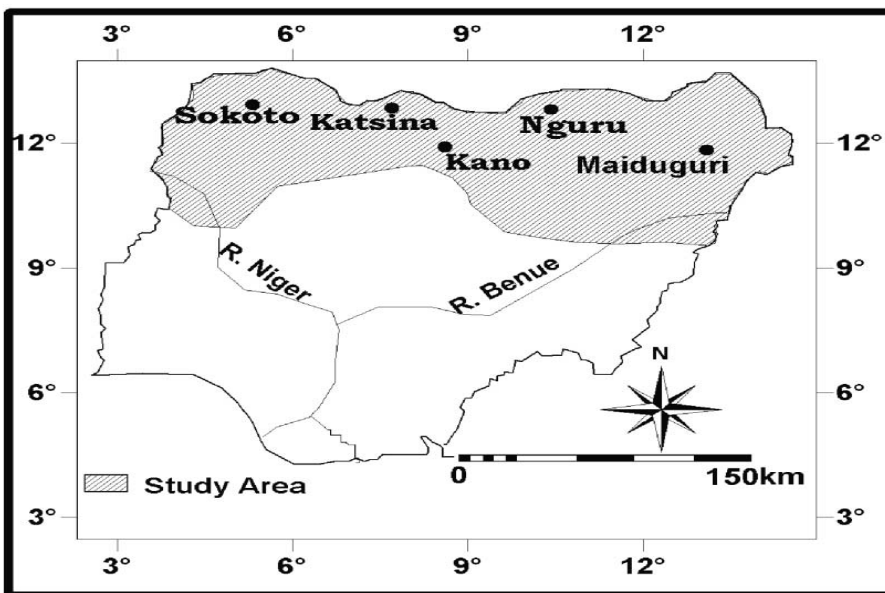 3° 6° 9° 12°
Sokoto Katsina Nguru
12° 12°
Kano Maiduguri
9° 9°
R. Niger R. Benue
N
6° 6°
0 150km
Study Area
3° 3°
3° 6° 9° 12°